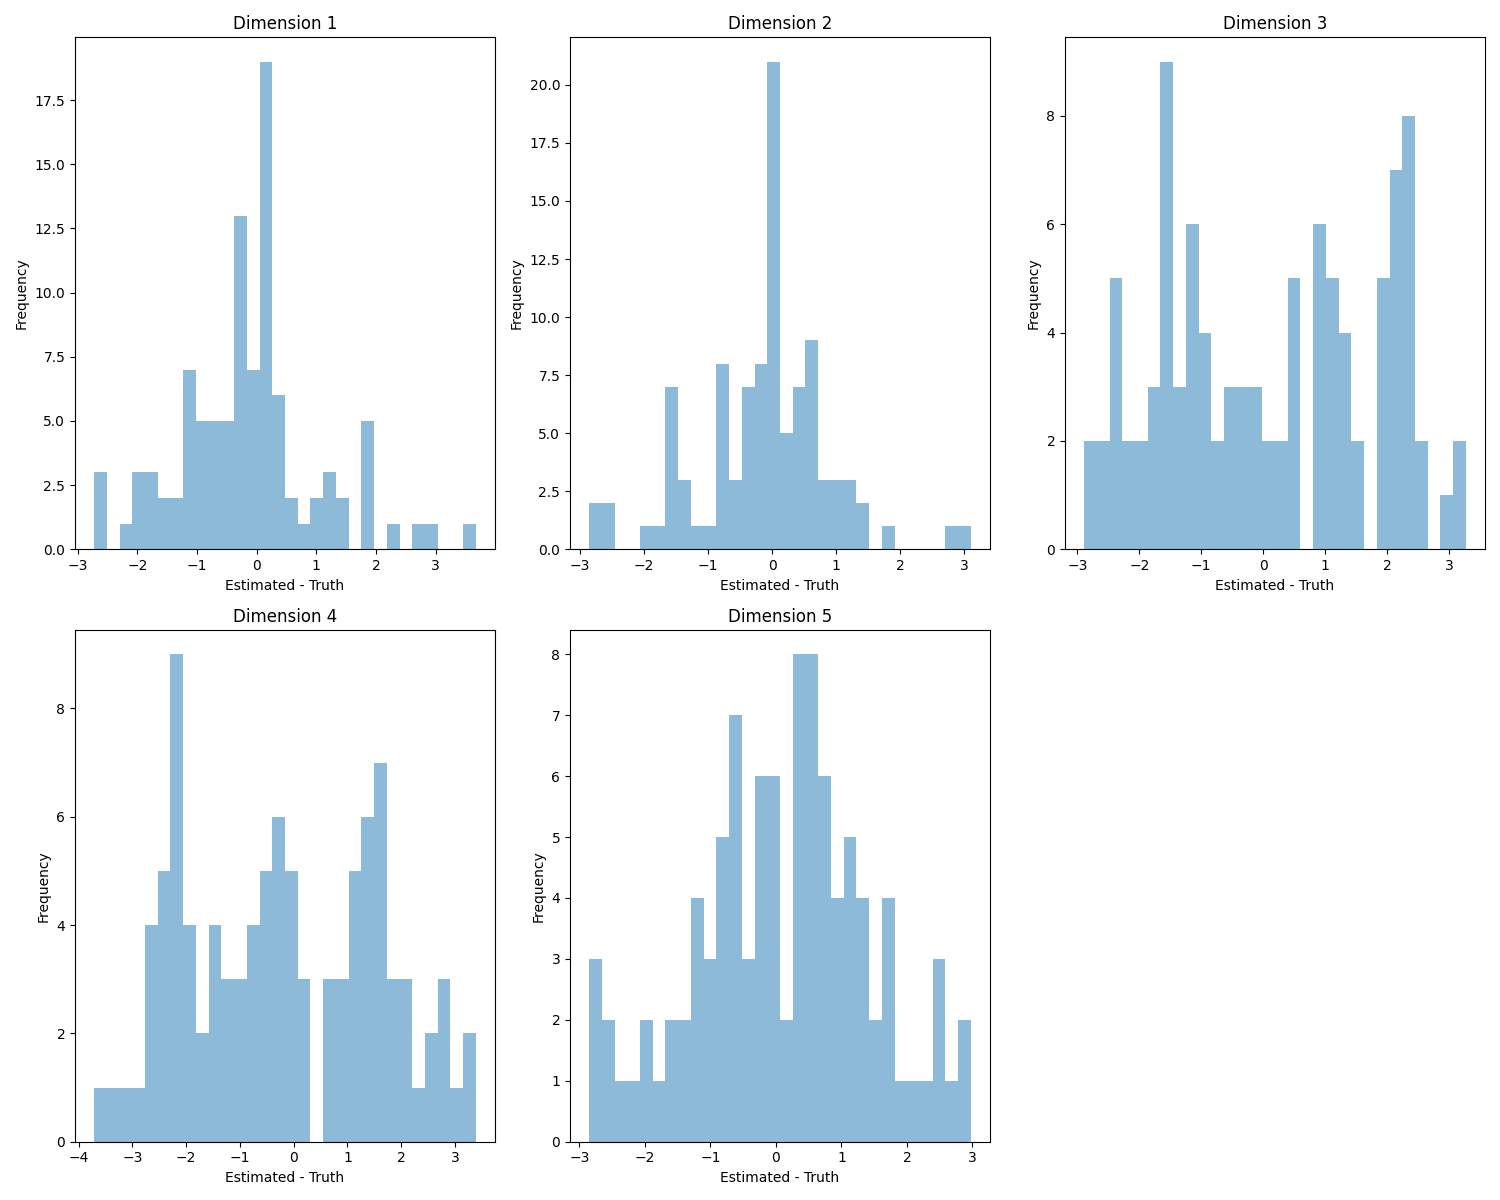 Dimension 1
Frequency
17.5
15.0
12.5
10.0
7.5
5.0
2.5
0.0
−3 −2 −1 0 1 2 3
Estimated - Truth
Dimension 2
Frequency
20.0
17.5
15.0
12.5
10.0
7.5
5.0
2.5
0.0
−3 −2 −1 0 1 2 3
Estimated - Truth
Dimension 3
Frequency
8
6
4
2
0
−3 −2 −1 0 1 2 3
Estimated - Truth
Dimension 4
Frequency
8
6
4
2
0
−4 −3 −2 −1 0 1 2 3
Estimated - Truth
Dimension 5
Frequency
8
7
6
5
4
3
2
1
0
−3 −2 −1 0 1 2 3
Estimated - Truth